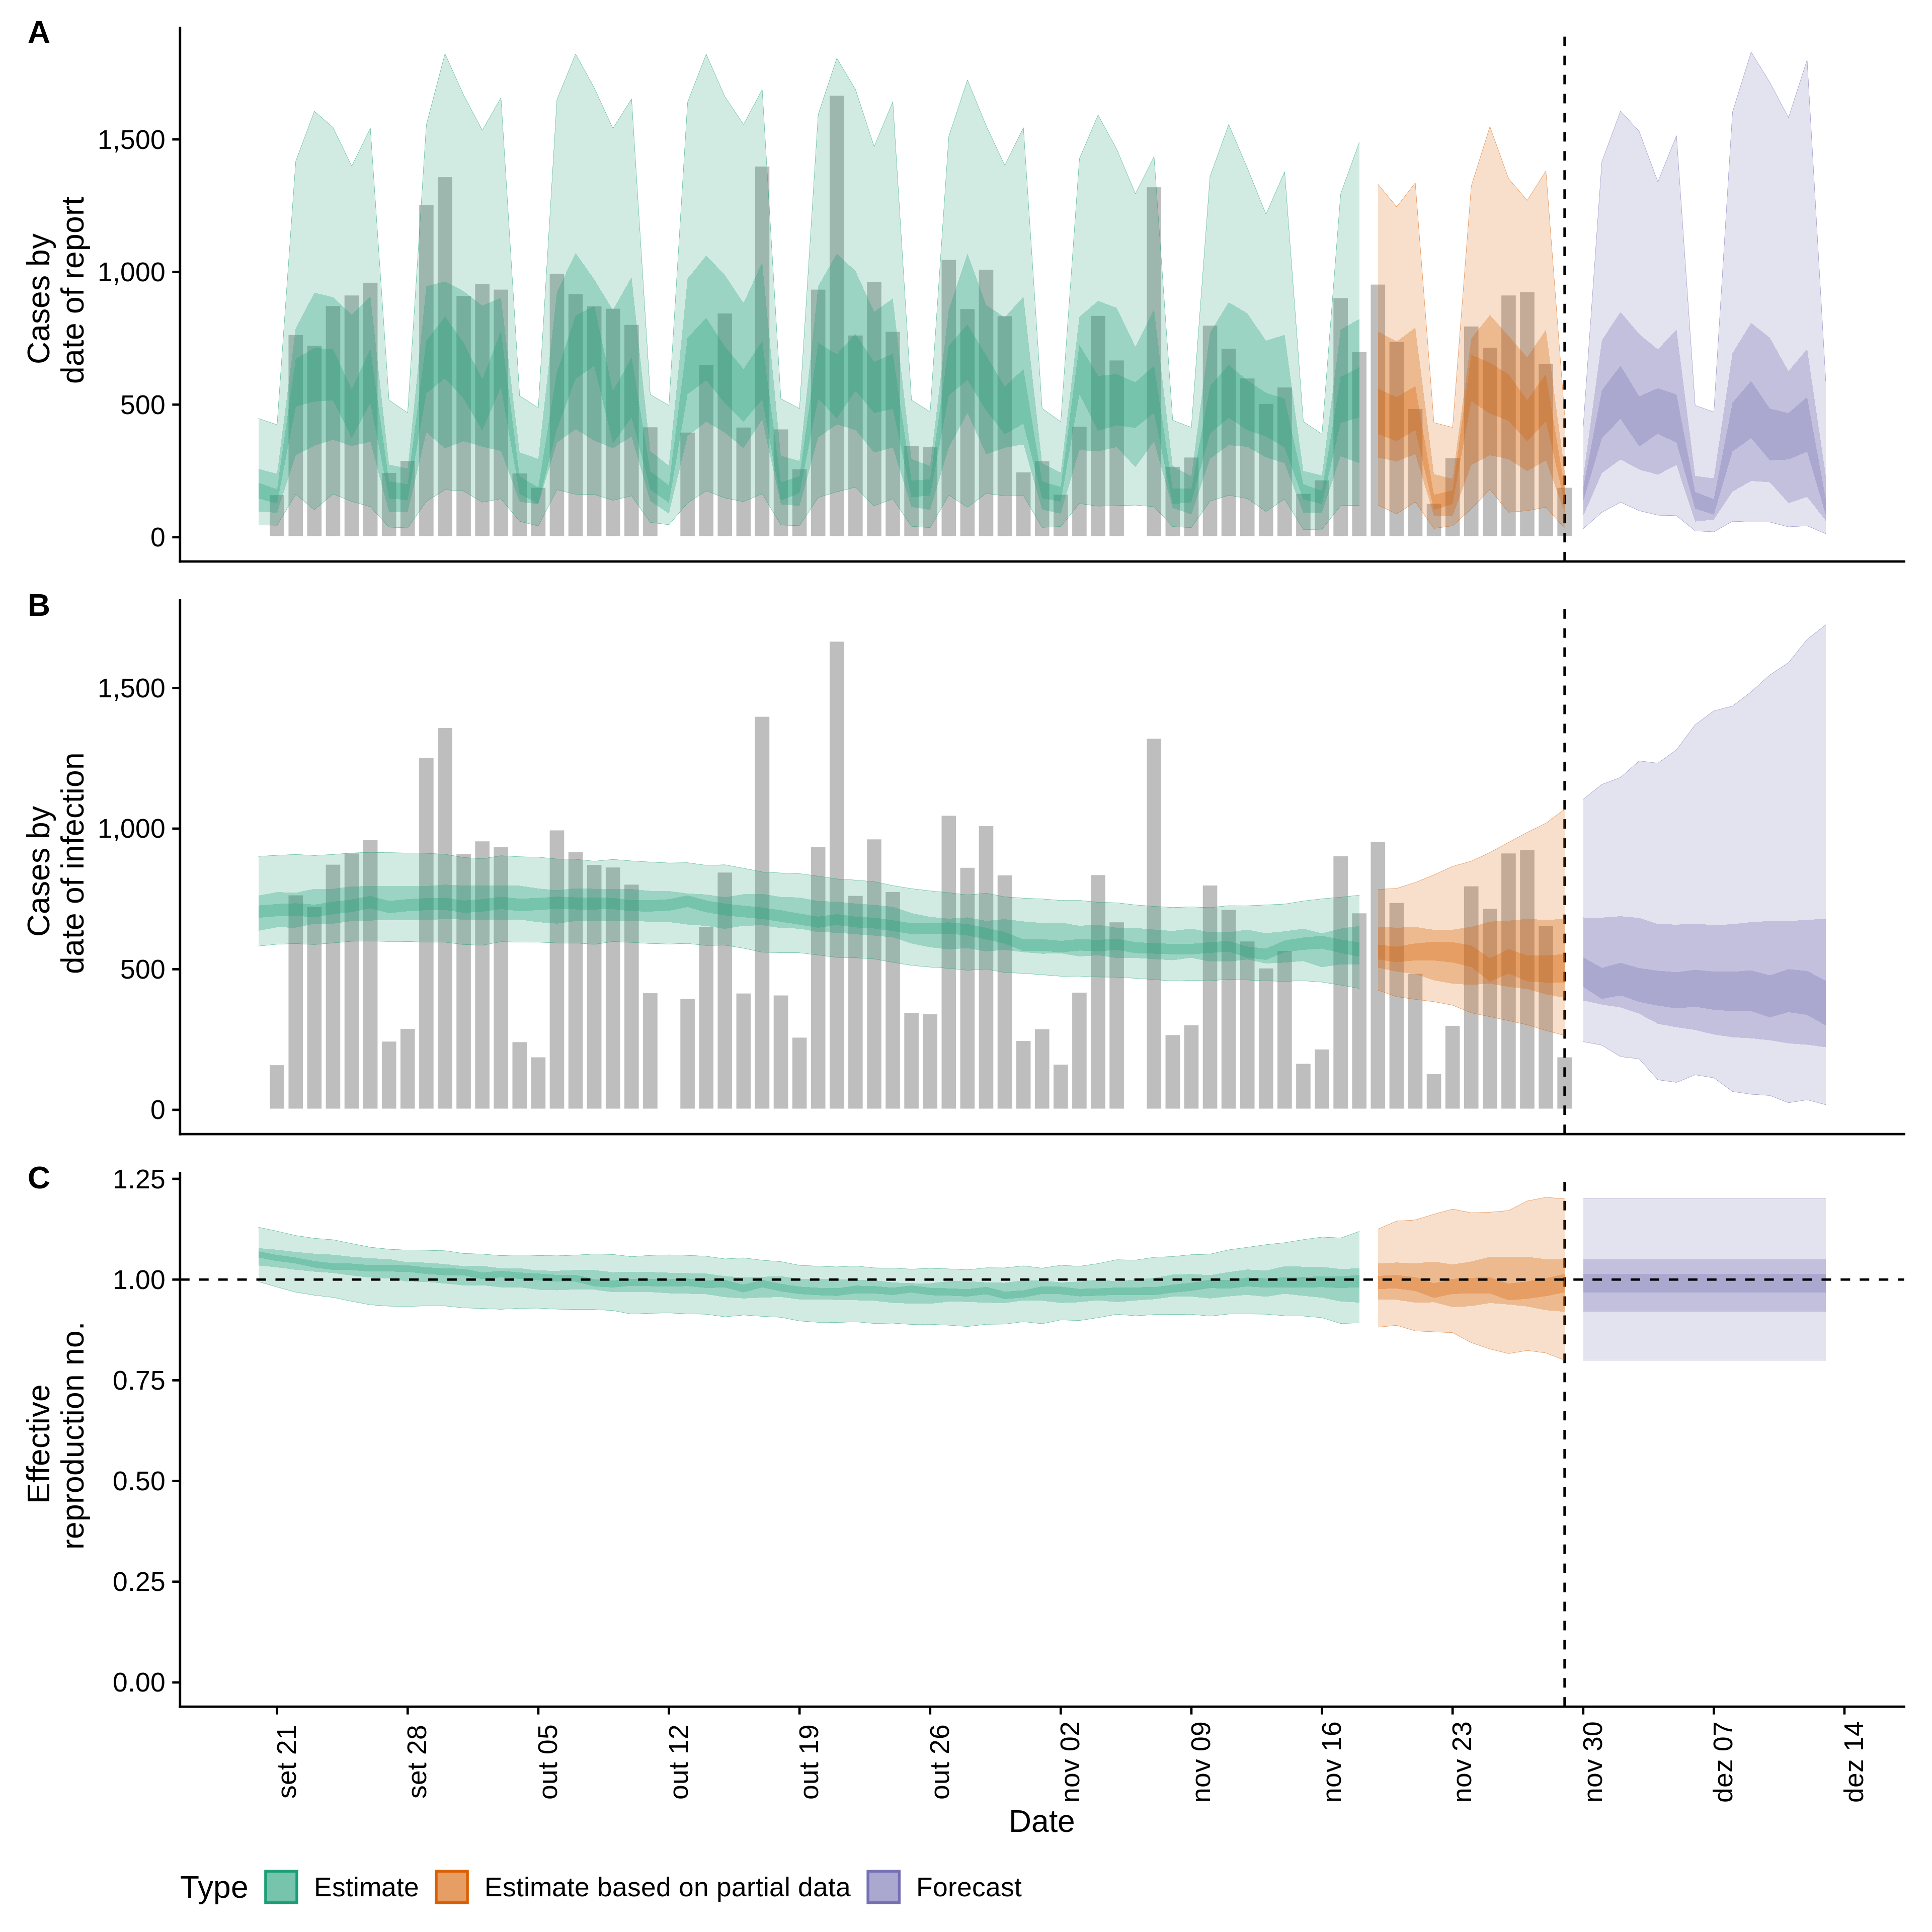 A
Cases by
date of report
1,500
1,000
500
0
B
Cases by
date of infection
1,500
1,000
500
0
C
Effective
reproduction no.
1.25
1.00
0.75
0.50
0.25
0.00
set 21
set 28
out 05
out 12
out 19
out 26
nov 02
nov 09
nov 16
nov 23
nov 30
dez 07
dez 14
Date
Type
Estimate
Estimate based on partial data
Forecast